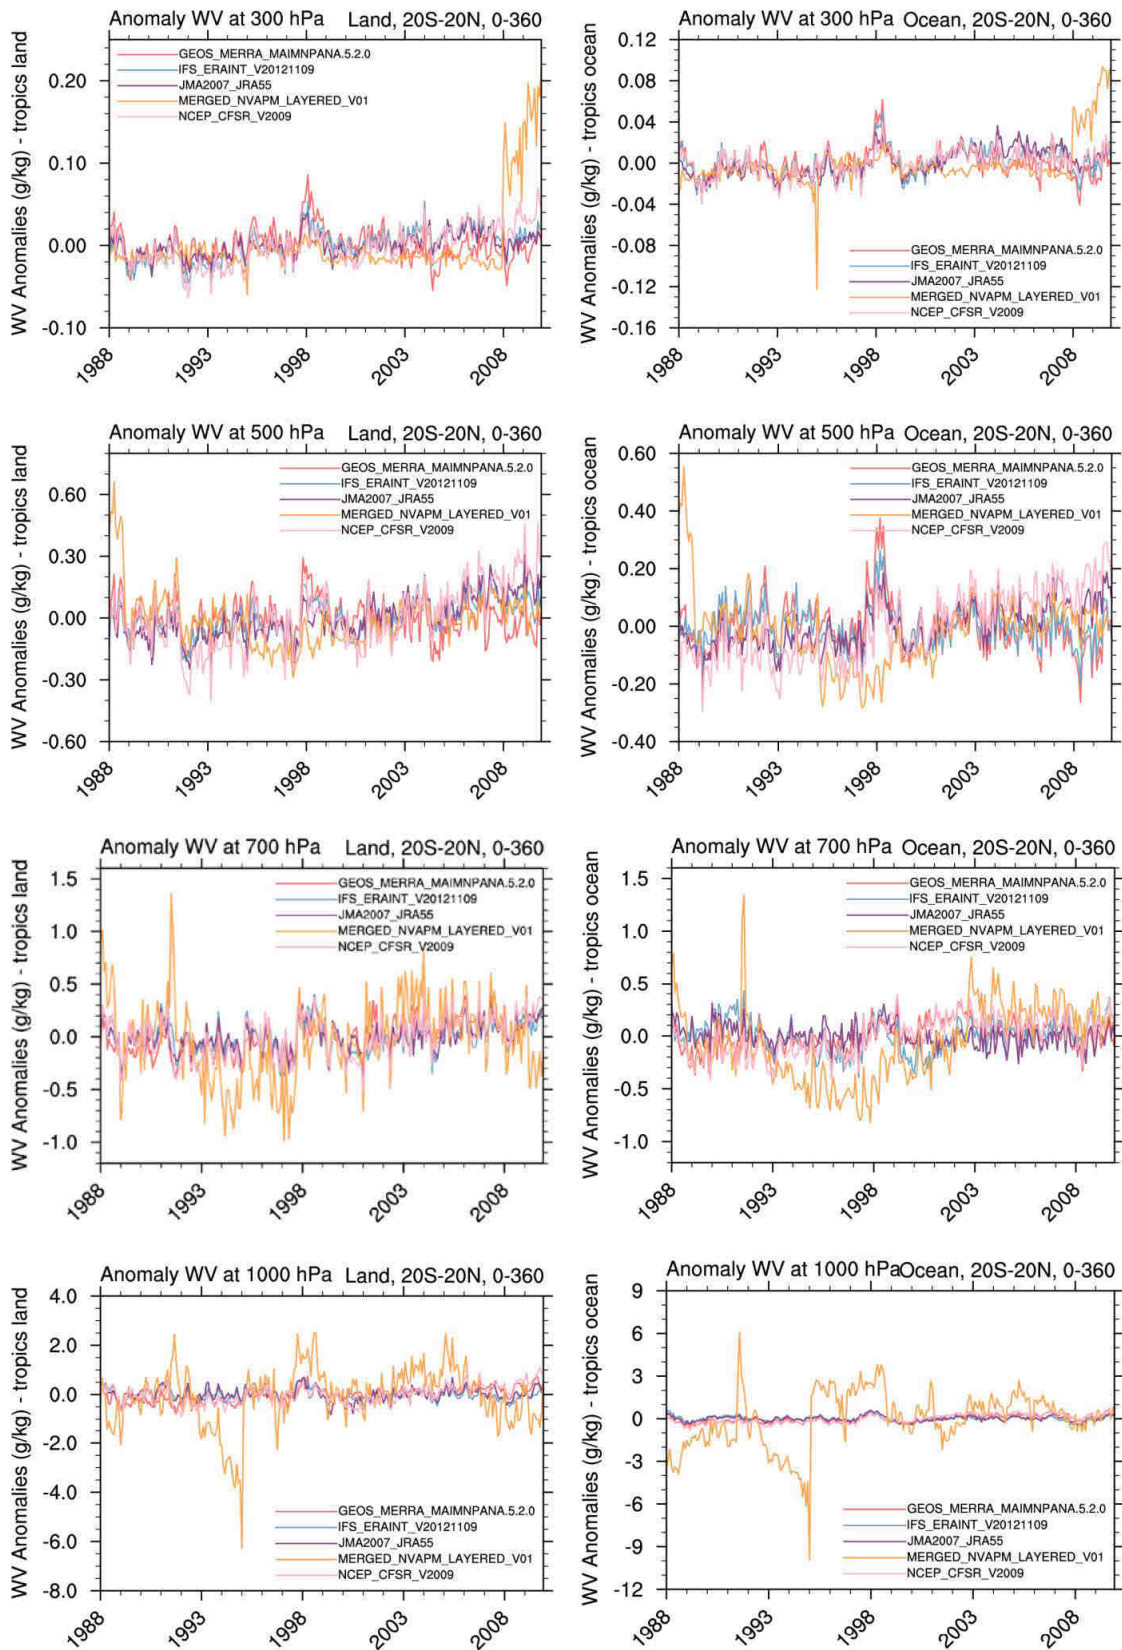 Anomaly WV at 300 hPa Land, 20S-20N, 0-360
WV Anomalies (g/kg) - tropics land
0.20
0.10
0.00
-0.10
GEOS_MERRA_MAIMNPANA.5.2.0
IFS_ERAINT_V20121109
JMA2007_JRA55
MERGED_NVAPM_LAYERED_V01
NCEP_CFSR_V2009
1988 1993 1998 2003 2008
Anomaly WV at 300 hPa Ocean, 20S-20N, 0-360
WV Anomalies (g/kg) - tropics ocean
0.12
0.08
0.04
0.00
-0.04
-0.08
-0.12
-0.16
GEOS_MERRA_MAIMNPANA.5.2.0
IFS_ERAINT_V20121109
JMA2007_JRA55
MERGED_NVAPM_LAYERED_V01
NCEP_CFSR_V2009
1988 1993 1998 2003 2008
Anomaly WV at 500 hPa Land, 20S-20N, 0-360
WV Anomalies (g/kg) - tropics land
0.60
0.30
0.00
-0.30
-0.60
GEOS_MERRA_MAIMNPANA.5.2.0
IFS_ERAINT_V20121109
JMA2007_JRA55
MERGED_NVAPM_LAYERED_V01
NCEP_CFSR_V2009
1988 1993 1998 2003 2008
Anomaly WV at 500 hPa Ocean, 20S-20N, 0-360
WV Anomalies (g/kg) - tropics ocean
0.60
0.40
0.20
0.00
-0.20
-0.40
GEOS_MERRA_MAIMNPANA.5.2.0
IFS_ERAINT_V20121109
JMA2007_JRA55
MERGED_NVAPM_LAYERED_V01
NCEP_CFSR_V2009
1988 1993 1998 2003 2008
Anomaly WV at 700 hPa Land, 20S-20N, 0-360
WV Anomalies (g/kg) - tropics land
1.5
1.0
0.5
0.0
-0.5
-1.0
GEOS_MERRA_MAIMNPANA.5.2.0
IFS_ERAINT_V20121109
JMA2007_JRA55
MERGED_NVAPM_LAYERED_V01
NCEP_CFSR_V2009
1988 1993 1998 2003 2008
Anomaly WV at 700 hPa Ocean, 20S-20N, 0-360
WV Anomalies (g/kg) - tropics ocean
1.5
1.0
0.5
0.0
-0.5
-1.0
GEOS_MERRA_MAIMNPANA.5.2.0
IFS_ERAINT_V20121109
JMA2007_JRA55
MERGED_NVAPM_LAYERED_V01
NCEP_CFSR_V2009
1988 1993 1998 2003 2008
Anomaly WV at 1000 hPa Land, 20S-20N, 0-360
WV Anomalies (g/kg) - tropics land
4.0
2.0
0.0
-2.0
-4.0
-6.0
-8.0
GEOS_MERRA_MAIMNPANA.5.2.0
IFS_ERAINT_V20121109
JMA2007_JRA55
MERGED_NVAPM_LAYERED_V01
NCEP_CFSR_V2009
1988 1993 1998 2003 2008
Anomaly WV at 1000 hPa Ocean, 20S-20N, 0-360
WV Anomalies (g/kg) - tropics ocean
9
6
3
0
-3
-6
-9
-12
GEOS_MERRA_MAIMNPANA.5.2.0
IFS_ERAINT_V20121109
JMA2007_JRA55
MERGED_NVAPM_LAYERED_V01
NCEP_CFSR_V2009
1988 1993 1998 2003 2008